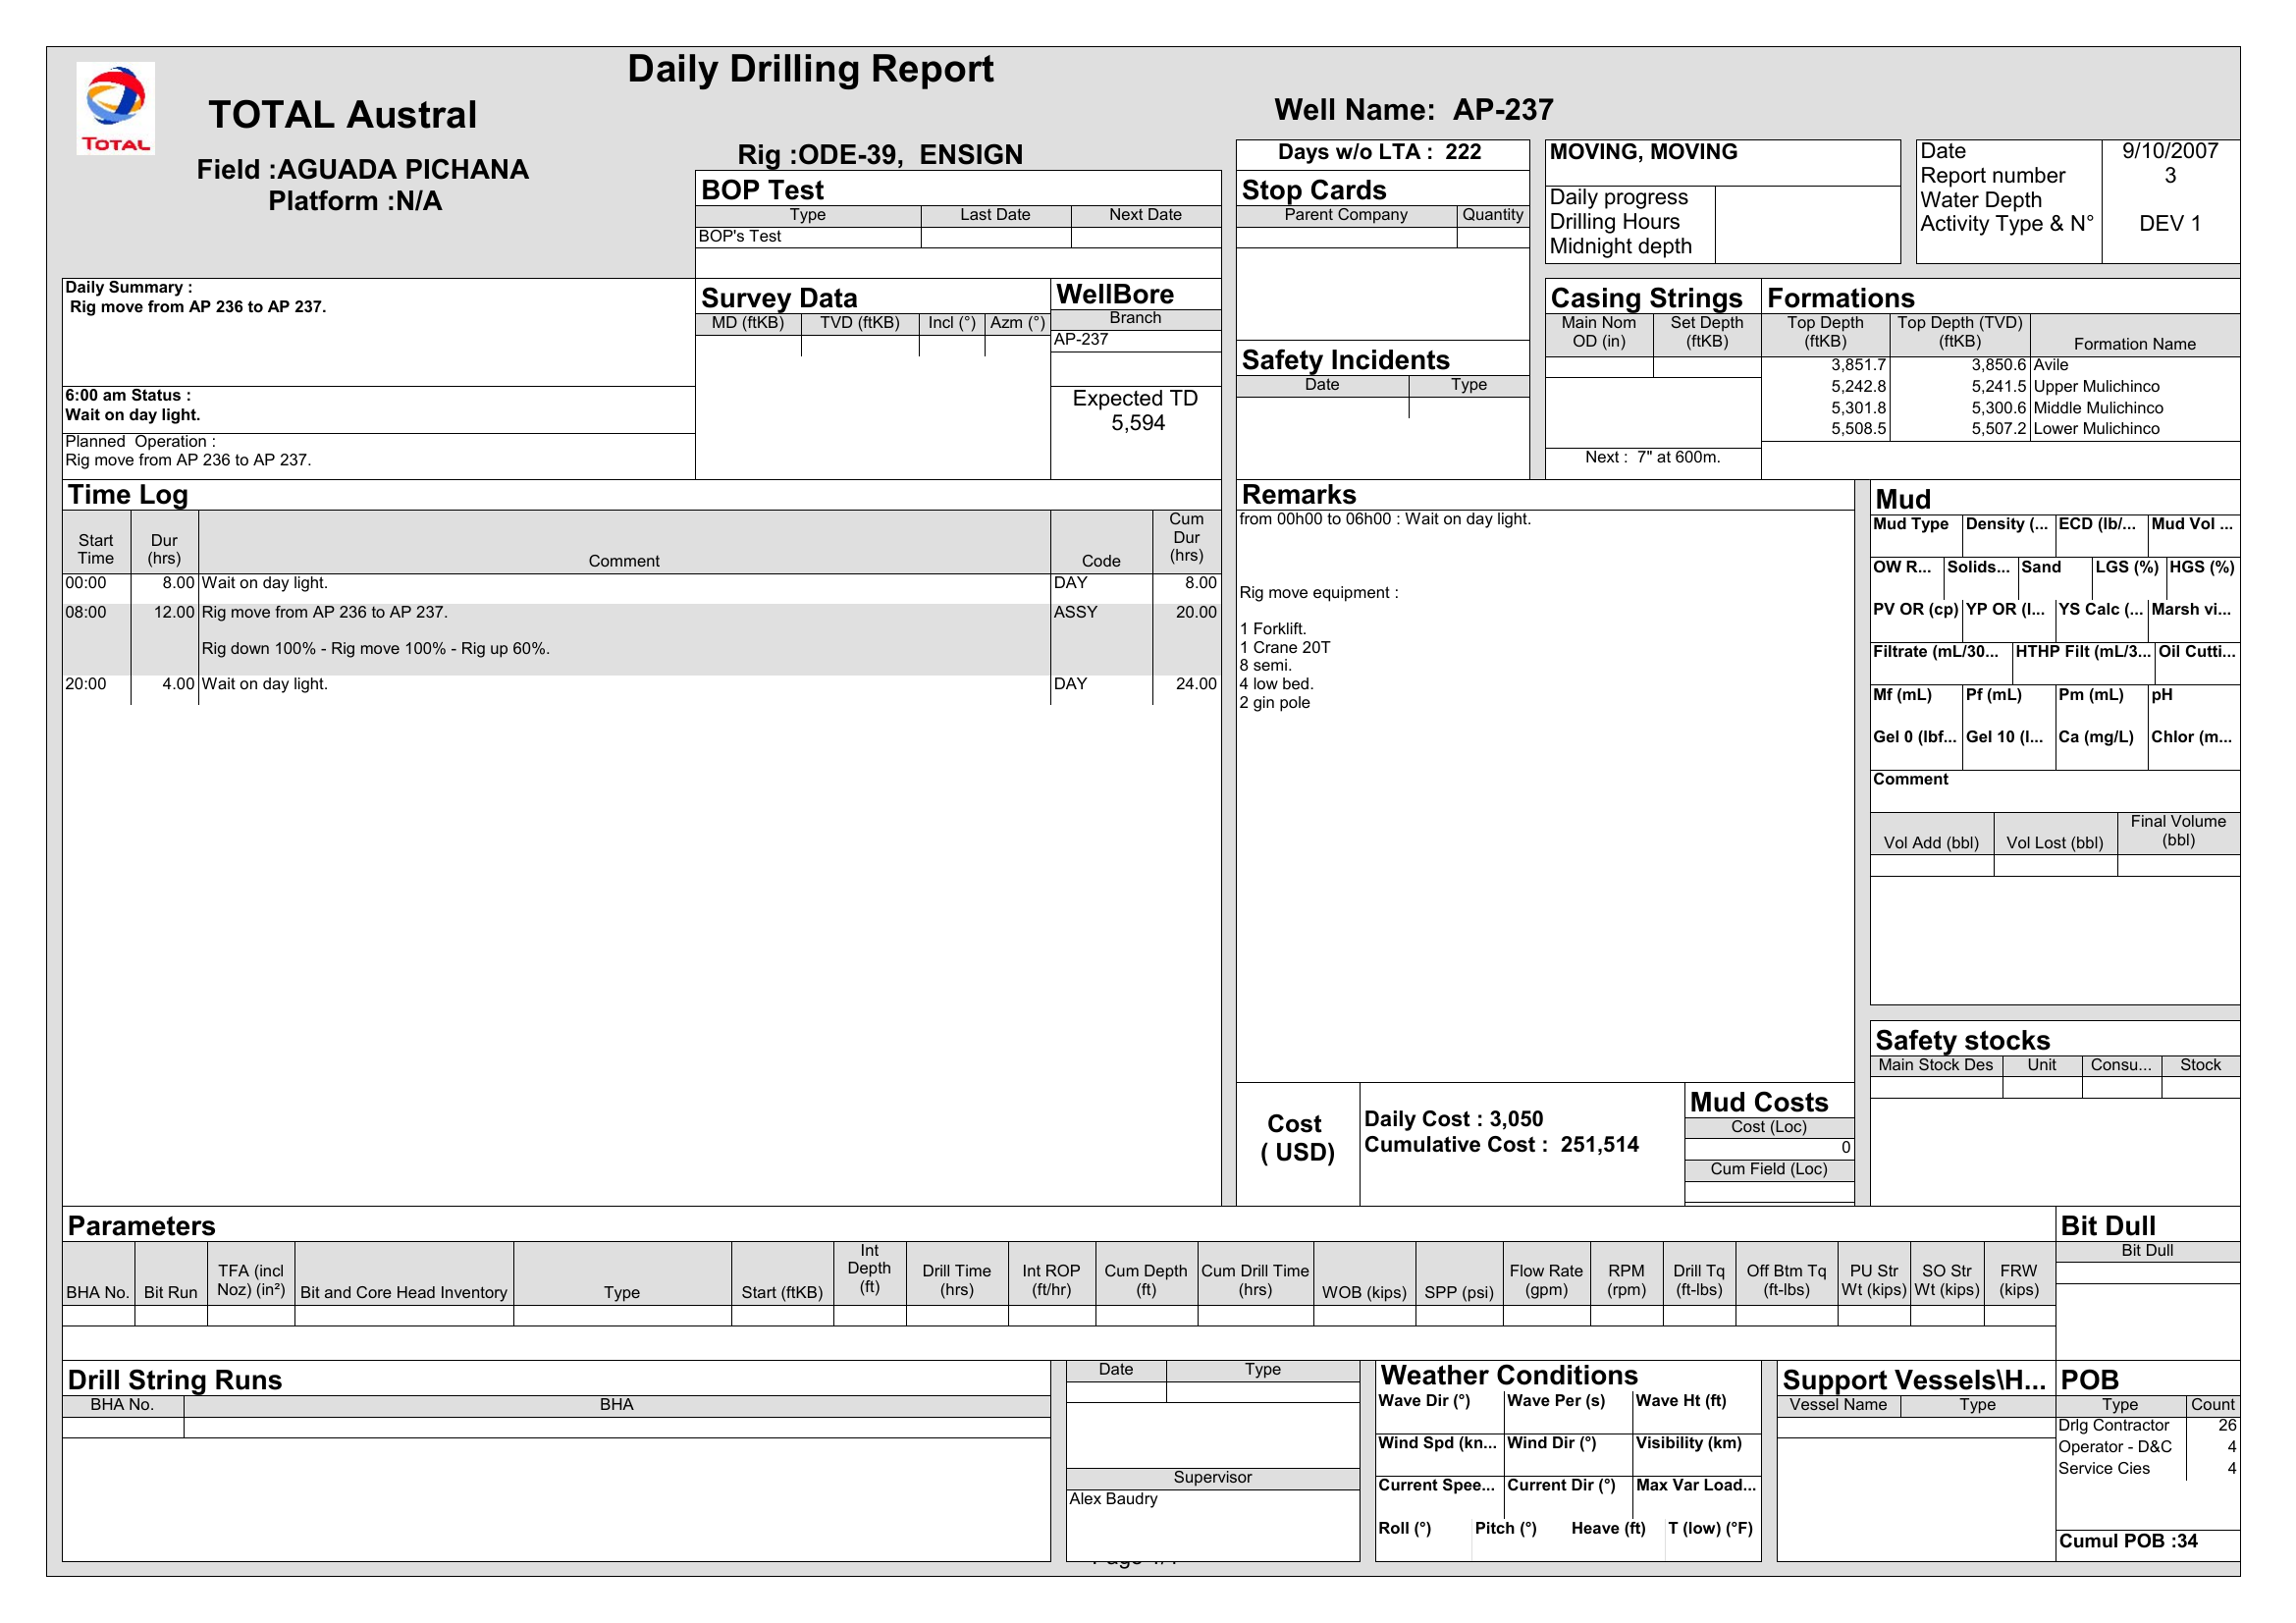 Daily Drilling Report
TOTAL
TOTAL Austral
Well Name: AP-237
Field :AGUADA PICHANA
Platform :N/A
Rig :ODE-39, ENSIGN
Days w/o LTA : 222
MOVING, MOVING
Date 9/10/2007
Report number 3
Water Depth
Activity Type & N° DEV 1
Daily progress
Drilling Hours
Midnight depth
BOP Test
Type Last Date Next Date
BOP's Test
Stop Cards
Parent Company Quantity
Daily Summary :
Rig move from AP 236 to AP 237.
6:00 am Status :
Wait on day light.
Planned Operation :
Rig move from AP 236 to AP 237.
Survey Data
MD (ftKB) TVD (ftKB) Incl (°) Azm (°)
WellBore
Branch
AP-237
Expected TD
5,594
Safety Incidents
Date Type
Casing Strings
Main Nom OD (in) Set Depth (ftKB)
Next : 7" at 600m.
Formations
Top Depth (ftKB) Top Depth (TVD) (ftKB) Formation Name
3,851.7 3,850.6 Avile
5,242.8 5,241.5 Upper Mulichinco
5,301.8 5,300.6 Middle Mulichinco
5,508.5 5,507.2 Lower Mulichinco
Time Log
Start Time Dur (hrs) Comment Code Cum Dur (hrs)
00:00 8.00 Wait on day light. DAY 8.00
08:00 12.00 Rig move from AP 236 to AP 237. ASSY 20.00
Rig down 100% - Rig move 100% - Rig up 60%.
20:00 4.00 Wait on day light. DAY 24.00
Remarks
from 00h00 to 06h00 : Wait on day light.
Rig move equipment :
1 Forklift.
1 Crane 20T
8 semi.
4 low bed.
2 gin pole
Mud
Mud Type Density (... ECD (lb/... Mud Vol ...
OW R... Solids... Sand LGS (%) HGS (%)
PV OR (cp) YP OR (l... YS Calc (... Marsh vi...
Filtrate (mL/30... HTHP Filt (mL/3... Oil Cutti...
Mf (mL) Pf (mL) Pm (mL) pH
Gel 0 (lbf... Gel 10 (l... Ca (mg/L) Chlor (m...
Comment
Vol Add (bbl) Vol Lost (bbl) Final Volume (bbl)
Safety stocks
Main Stock Des Unit Consu... Stock
Cost
( USD)
Daily Cost : 3,050
Cumulative Cost : 251,514
Mud Costs
Cost (Loc)
0
Cum Field (Loc)
Parameters
BHA No. Bit Run TFA (incl Noz) (in²) Bit and Core Head Inventory Type Start (ftKB) Int Depth (ft) Drill Time (hrs) Int ROP (ft/hr) Cum Depth (ft) Cum Drill Time (hrs) WOB (kips) SPP (psi) Flow Rate (gpm) RPM (rpm) Drill Tq (ft-lbs) Off Btm Tq (ft-lbs) PU Str Wt (kips) SO Str Wt (kips) FRW (kips)
Bit Dull
Bit Dull
Drill String Runs
BHA No. BHA
Date Type
Supervisor
Alex Baudry
Weather Conditions
Wave Dir (°) Wave Per (s) Wave Ht (ft)
Wind Spd (kn... Wind Dir (°) Visibility (km)
Current Spee... Current Dir (°) Max Var Load...
Roll (°) Pitch (°) Heave (ft) T (low) (°F)
Support Vessels\H...
Vessel Name Type
POB
Type Count
Drlg Contractor 26
Operator - D&C 4
Service Cies 4
Cumul POB :34